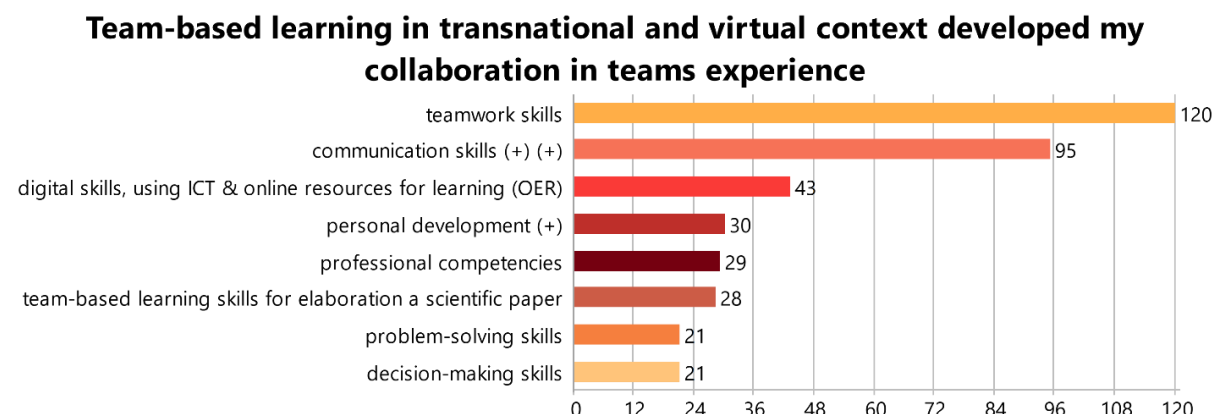 Team-based learning in transnational and virtual context developed my
collaboration in teams experience
teamwork skills 120
communication skills (+) (+) 95
digital skills, using ICT & online resources for learning (OER) 43
personal development (+) 30
professional competencies 29
team-based learning skills for elaboration a scientific paper 28
problem-solving skills 21
decision-making skills 21
0 12 24 36 48 60 72 84 96 108 120